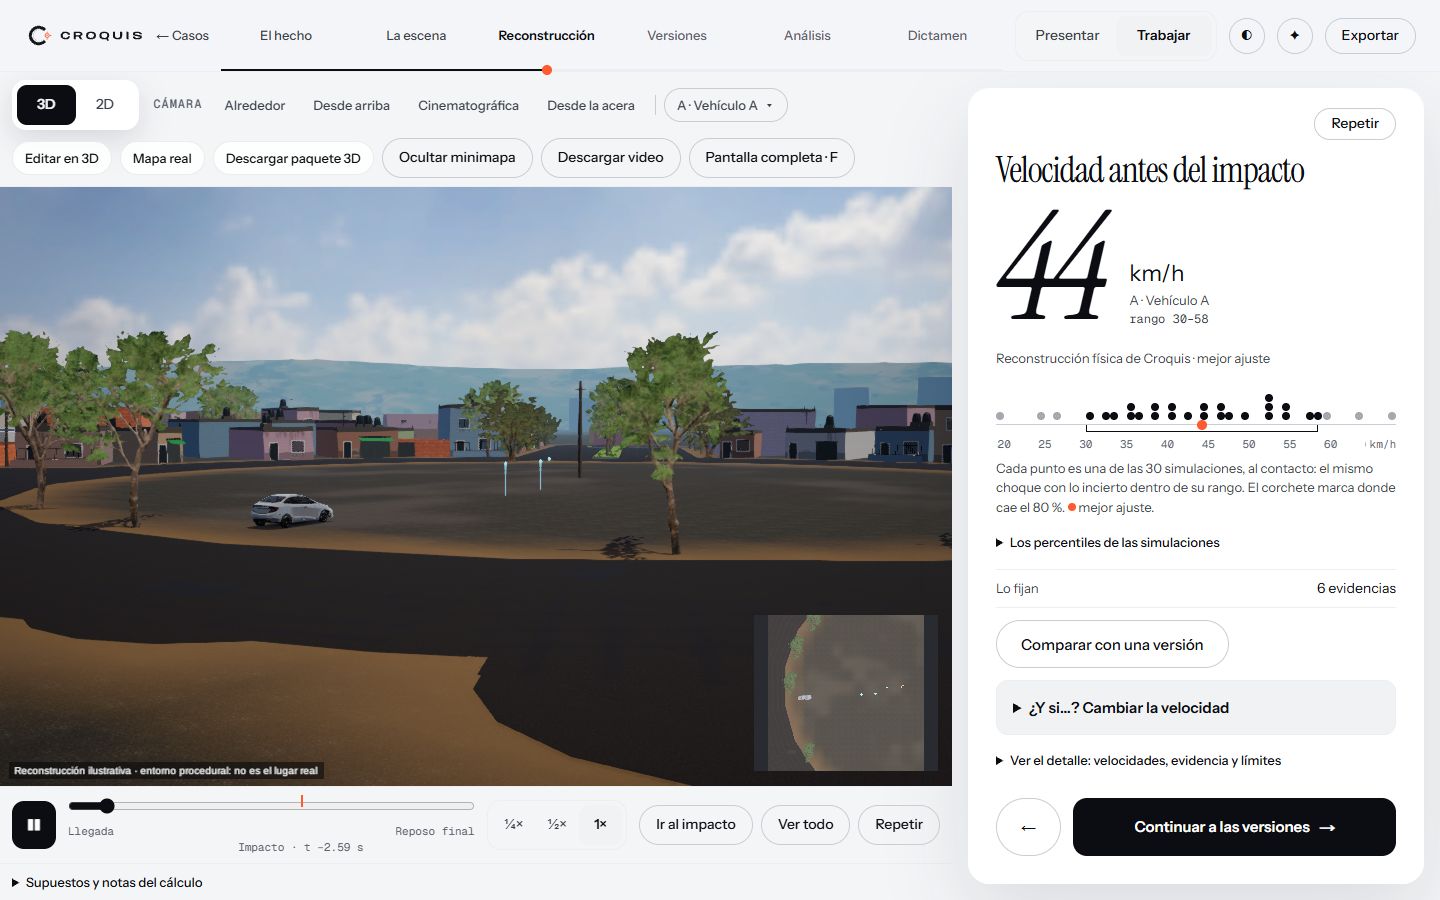 CROQUIS
← Casos
El hecho
La escena
Reconstrucción
Versiones
Análisis
Dictamen
Presentar
Trabajar
Exportar
3D
2D
CÁMARA
Alrededor
Desde arriba
Cinematográfica
Desde la acera
A · Vehículo A
Editar en 3D
Mapa real
Descargar paquete 3D
Ocultar minimapa
Descargar video
Pantalla completa · F
Reconstrucción ilustrativa · entorno procedural: no es el lugar real
Llegada
Reposo final
Impacto · t −2.59 s
¼×
½×
1×
Ir al impacto
Ver todo
Repetir
Supuestos y notas del cálculo
Repetir
Velocidad antes del impacto
44
km/h
A · Vehículo A
rango 30–58
Reconstrucción física de Croquis · mejor ajuste
20 25 30 35 40 45 50 55 60 km/h
Cada punto es una de las 30 simulaciones, al contacto: el mismo
choque con lo incierto dentro de su rango. El corchete marca donde
cae el 80 %. mejor ajuste.
Los percentiles de las simulaciones
Lo fijan
6 evidencias
Comparar con una versión
¿Y si…? Cambiar la velocidad
Ver el detalle: velocidades, evidencia y límites
←
Continuar a las versiones →